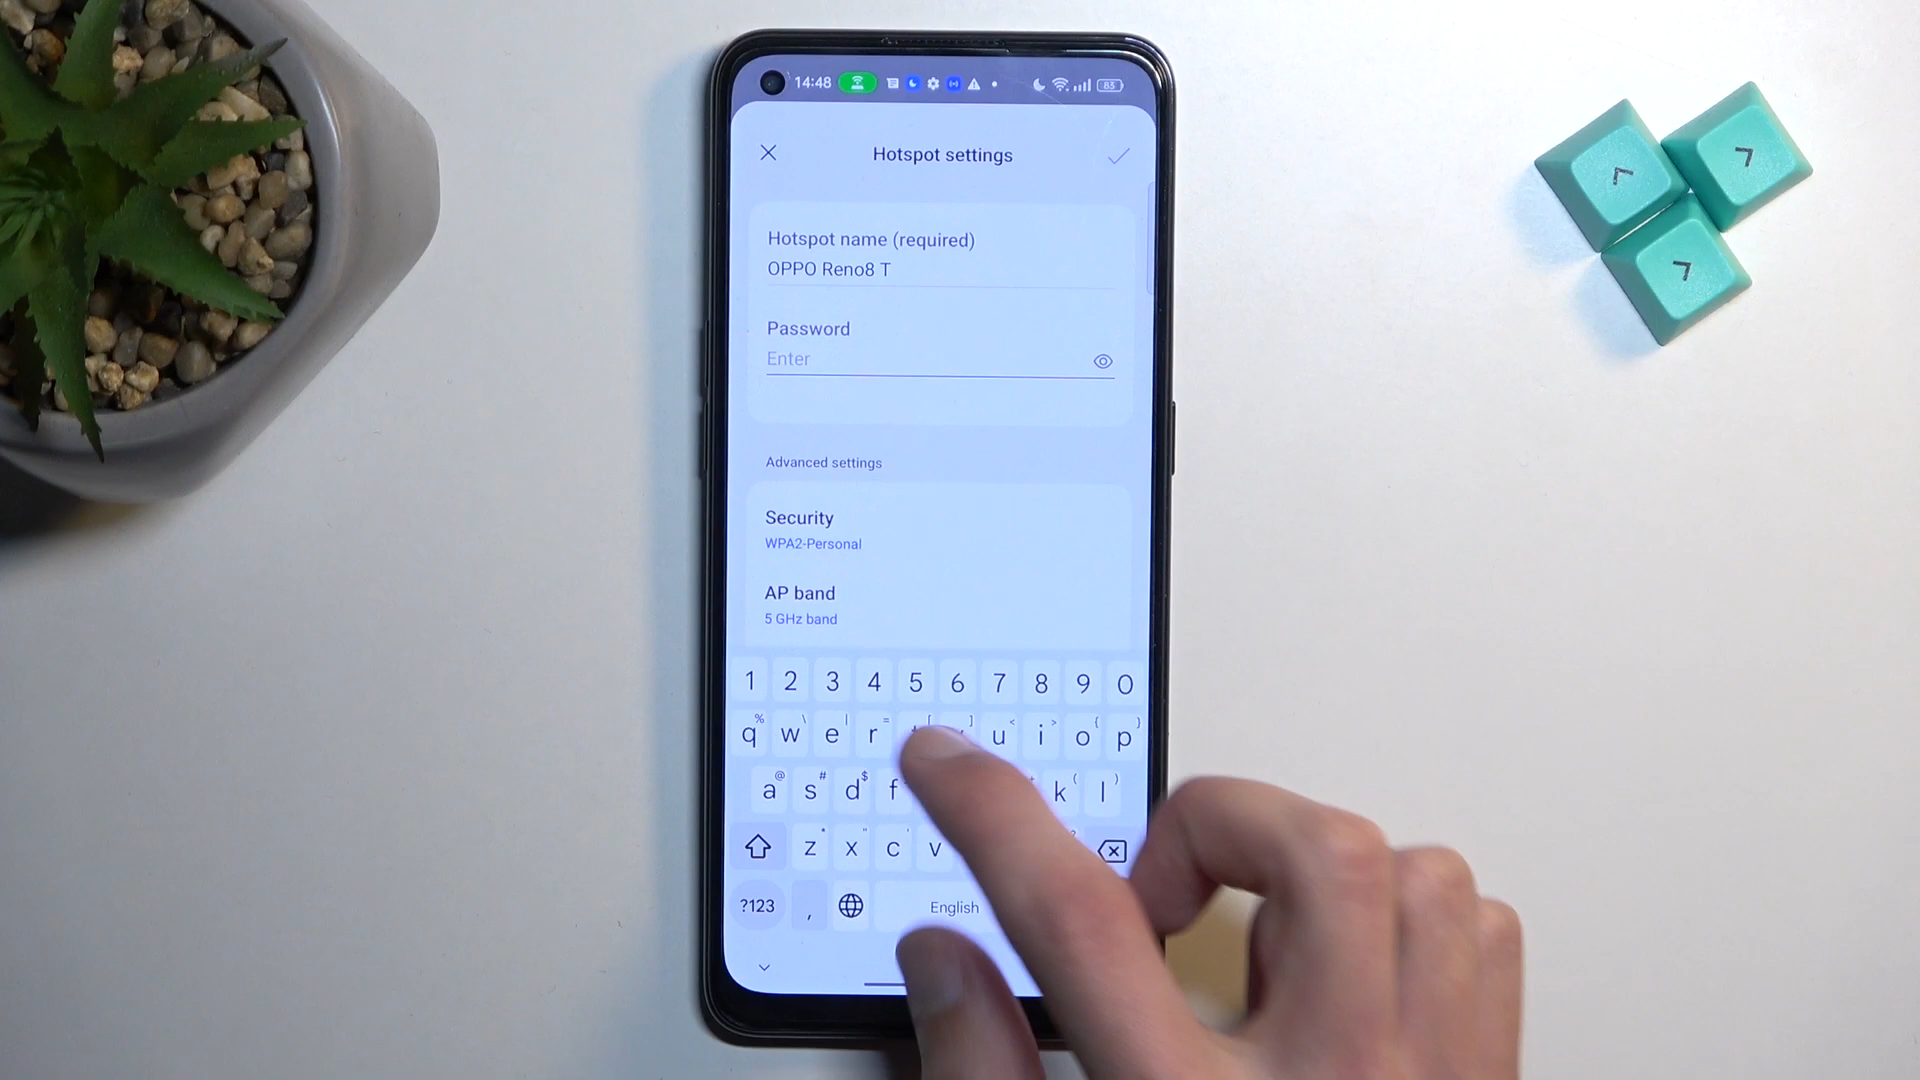 14:48
83
Hotspot settings
Hotspot name (required)
OPPO Reno8 T
Password
Enter
Advanced settings
Security
WPA2-Personal
AP band
5 GHz band
1 2 3 4 5 6 7 8 9 0
% \ | = [ ] < > { }
q w e r u i o p
@ # $ ( )
a s d f k l
* " '
z x c v
?123 , English